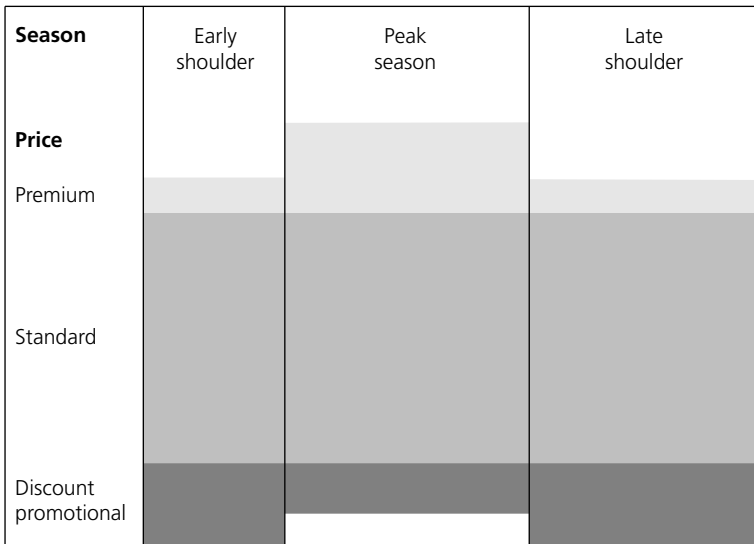 Season
Early
shoulder
Peak
season
Late
shoulder
Price
Premium
Standard
Discount
promotional